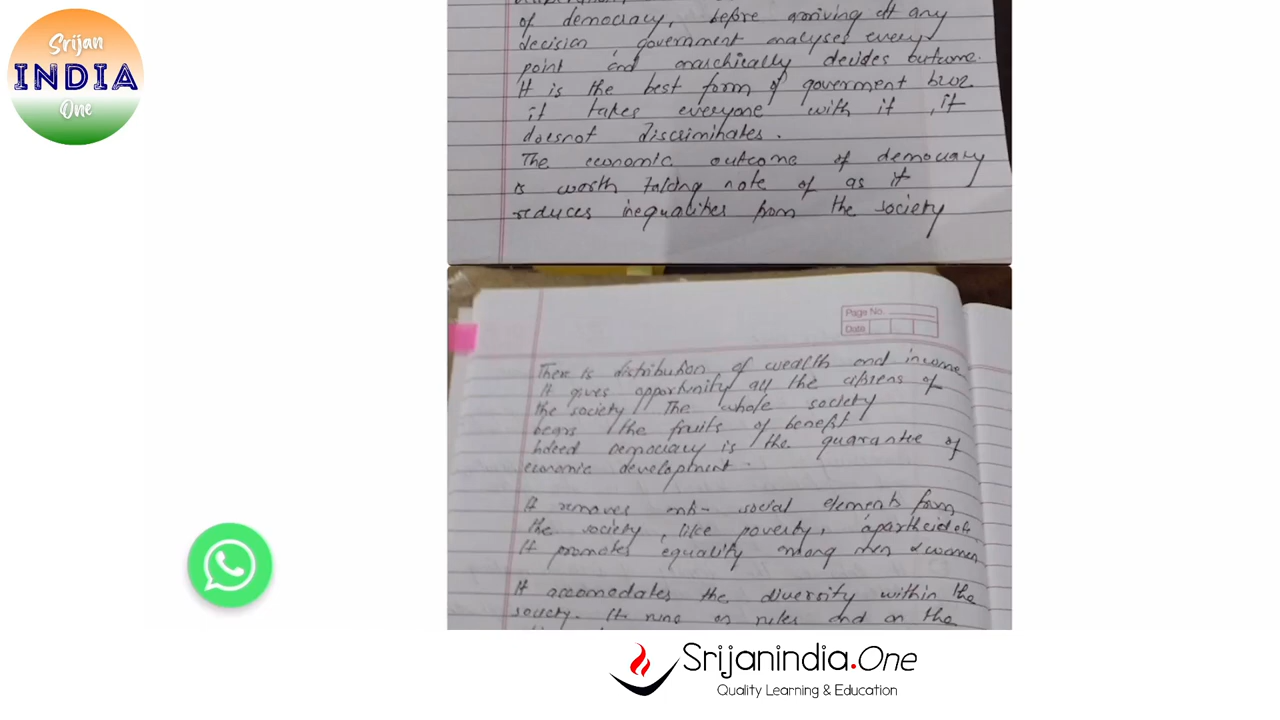 Srijan
INDIA
One
of democracy, before arriving at any
decision, government analyses every
point and anarchically decides outcome.
It is the best form of goverment bcoz
it takes everyone with it, it
doesnot discriminates.
The economic outcome of democracy
is worth taking note of as it
reduces inequalities from the society
Page No.
Date
There is distribution of wealth and income
It gives opportunity all the citizens of
the society. The whole society
bears the fruits of benefit
Indeed Democracy is the guarantee of
economic development.
It removes anti-social elements from
the society, like poverty, apartheid
It promotes equality among men & women
It accomodates the diversity within the
society. It runs on rules and on the
Srijanindia.One
Quality Learning & Education